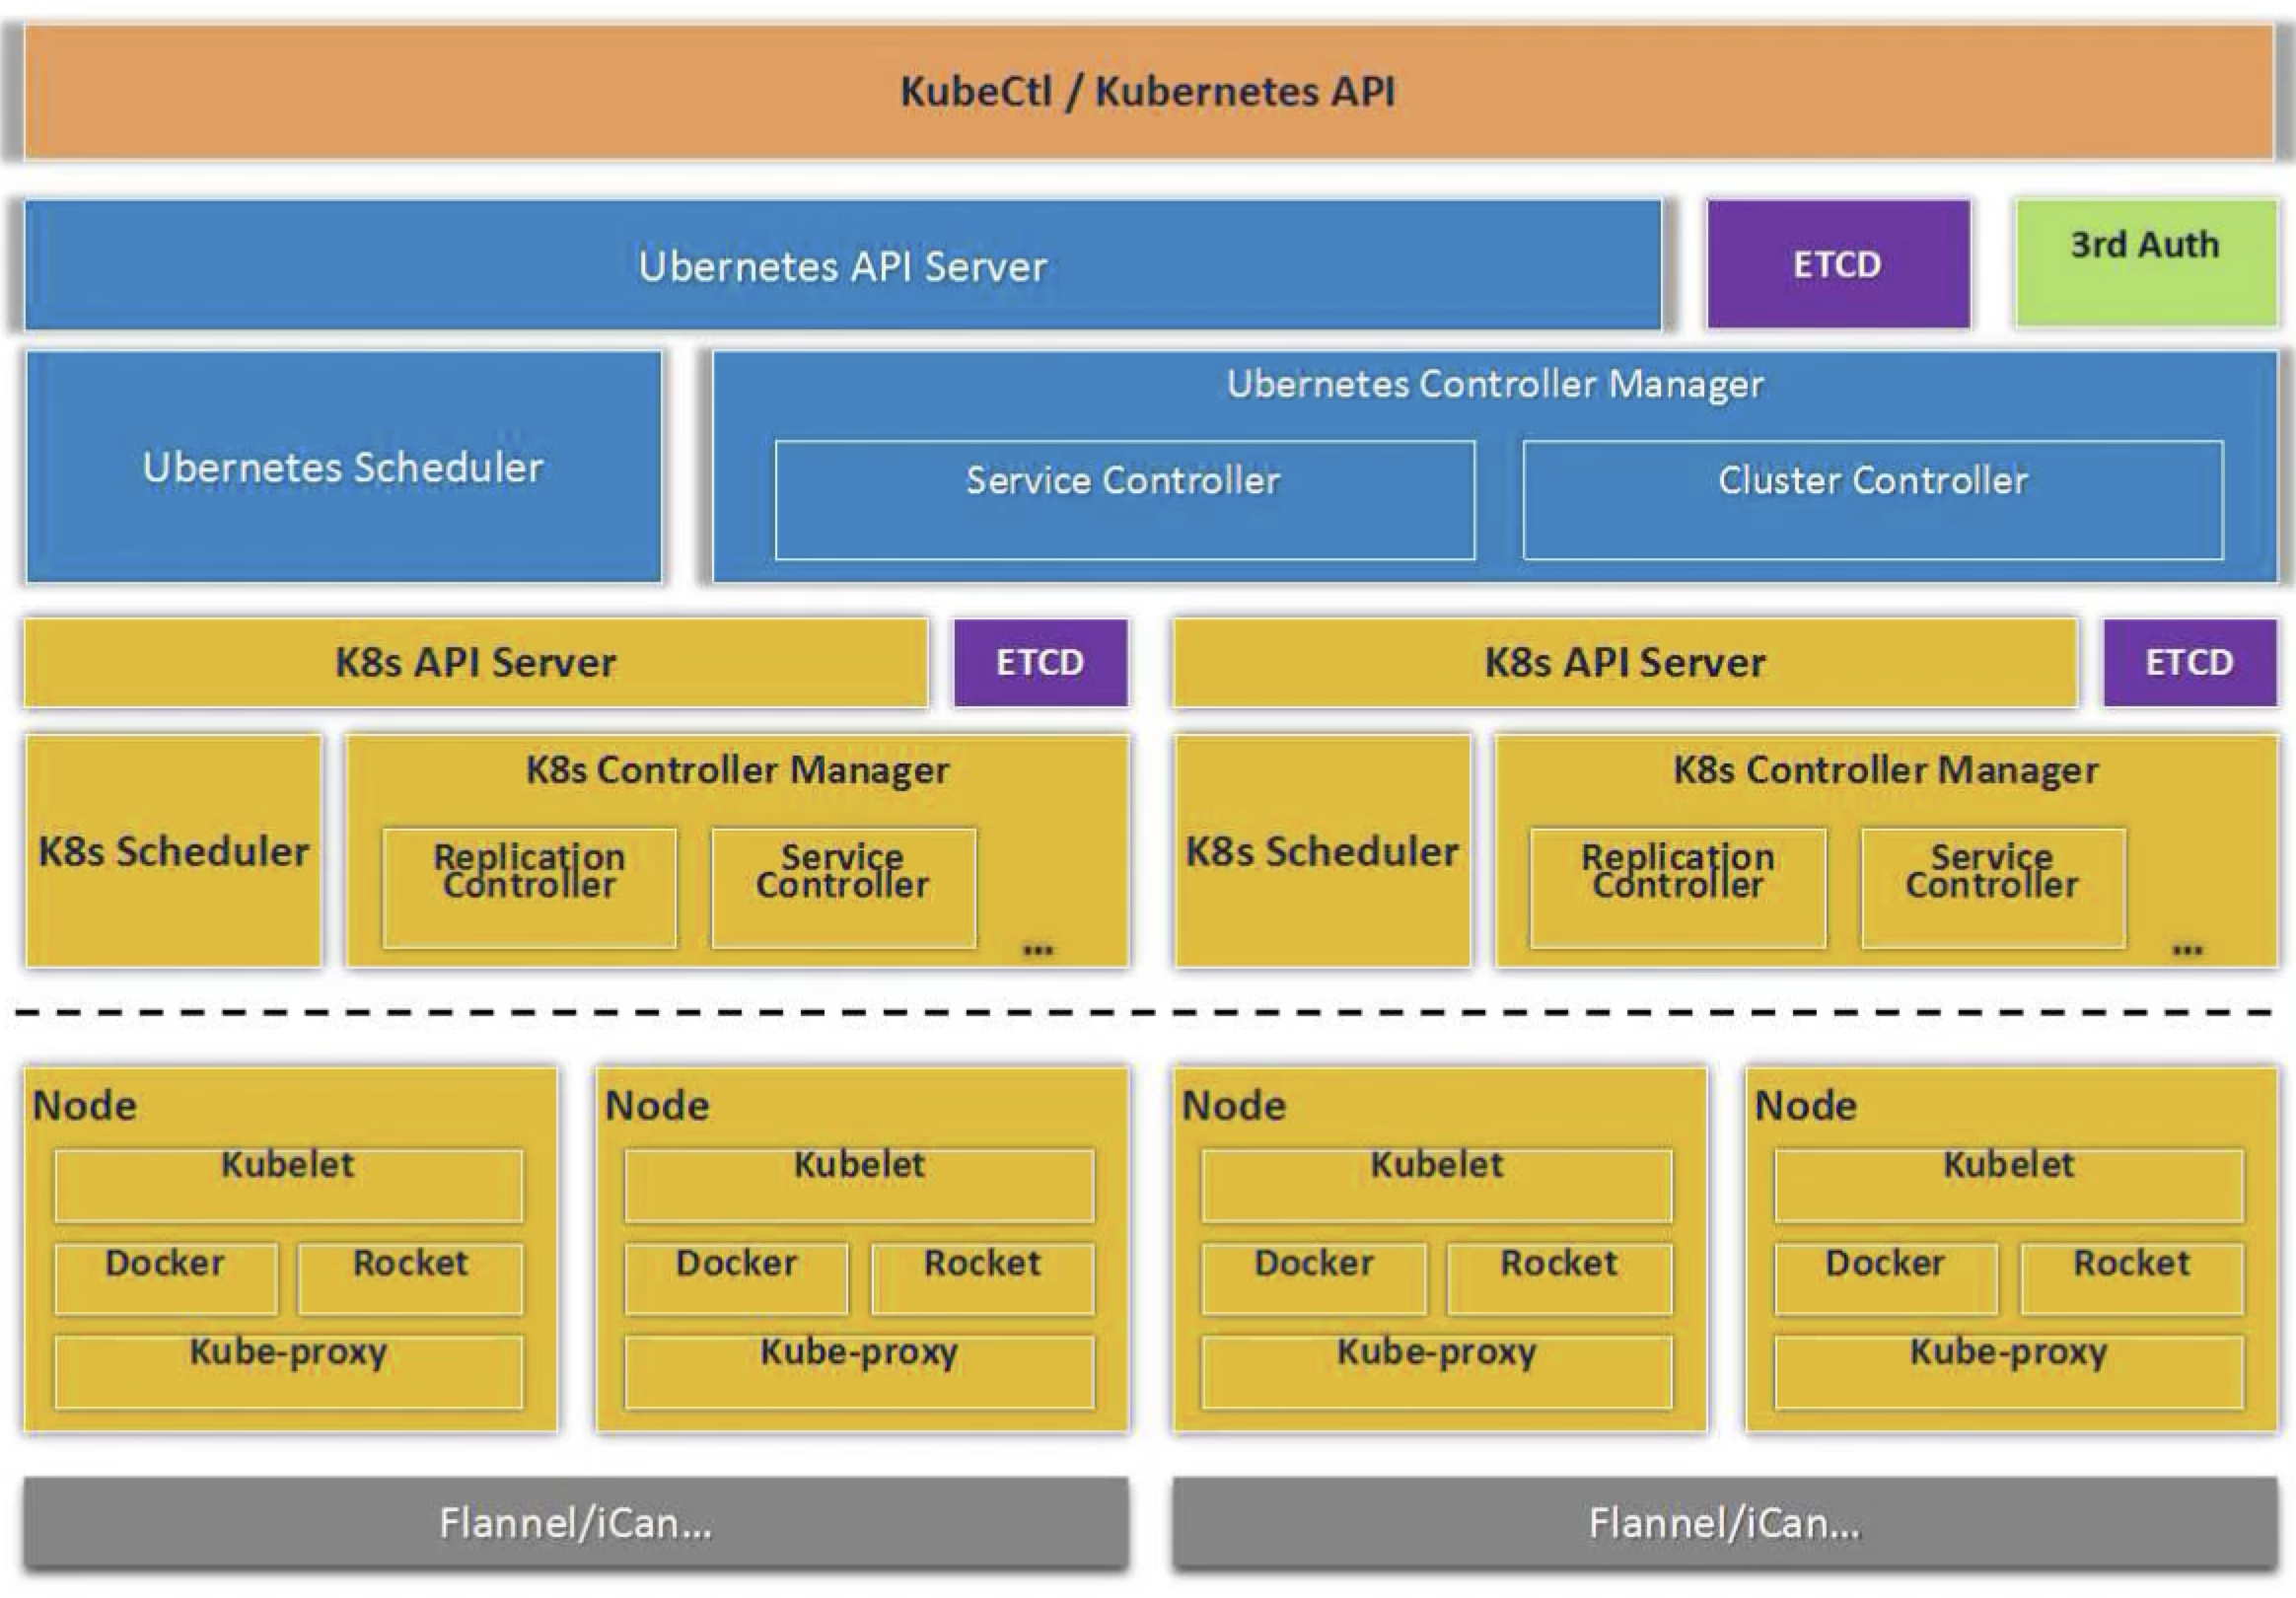 KubeCtl / Kubernetes API
Ubernetes API Server
ETCD
3rd Auth
Ubernetes Scheduler
Ubernetes Controller Manager
Service Controller
Cluster Controller
K8s API Server
ETCD
K8s API Server
ETCD
K8s Scheduler
K8s Controller Manager
Replication
Controller
Service
Controller
...
K8s Scheduler
K8s Controller Manager
Replication
Controller
Service
Controller
...
Node
Kubelet
Docker
Rocket
Kube-proxy
Node
Kubelet
Docker
Rocket
Kube-proxy
Node
Kubelet
Docker
Rocket
Kube-proxy
Node
Kubelet
Docker
Rocket
Kube-proxy
Flannel/iCan...
Flannel/iCan...